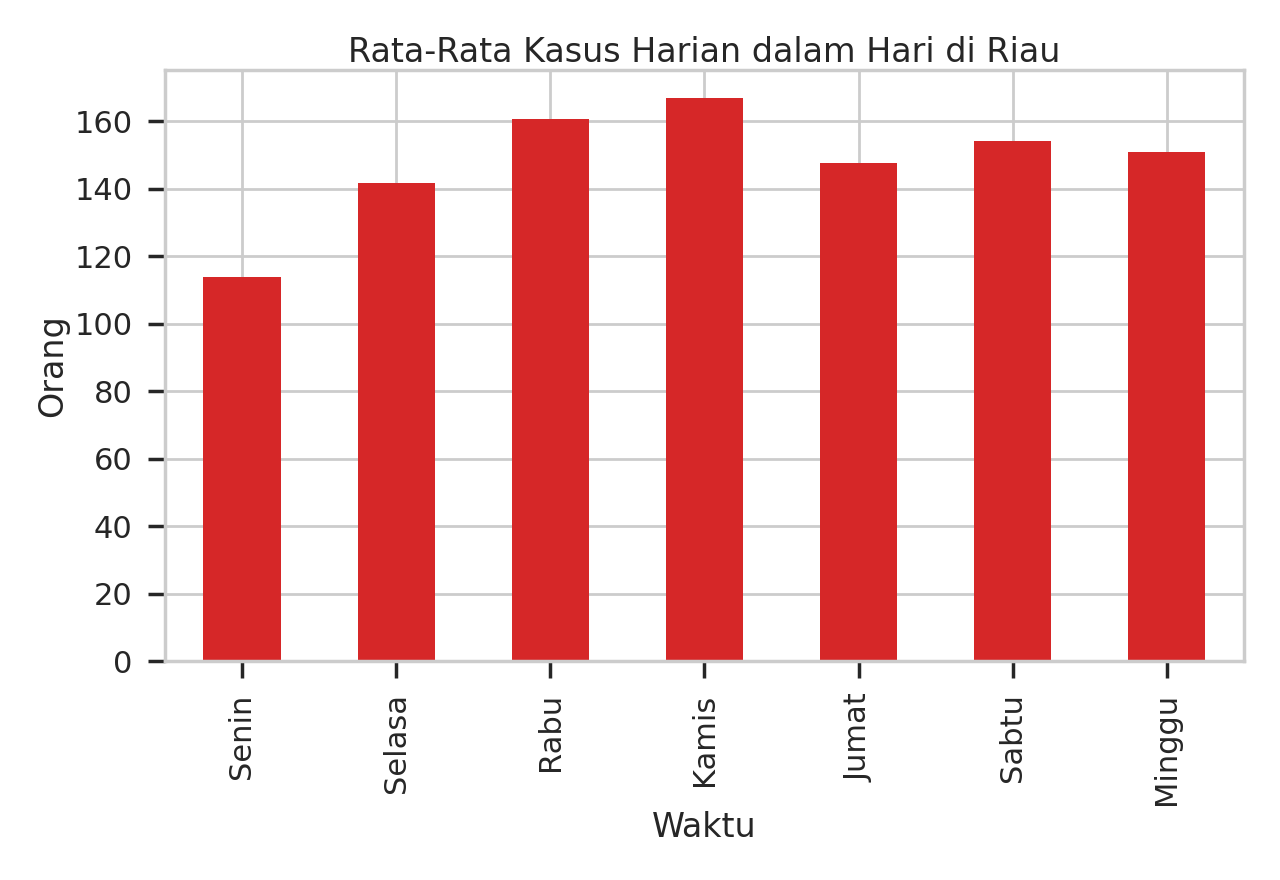 Rata-Rata Kasus Harian dalam Hari di Riau
Orang
160
140
120
100
80
60
40
20
0
Senin
Selasa
Rabu
Kamis
Jumat
Sabtu
Minggu
Waktu